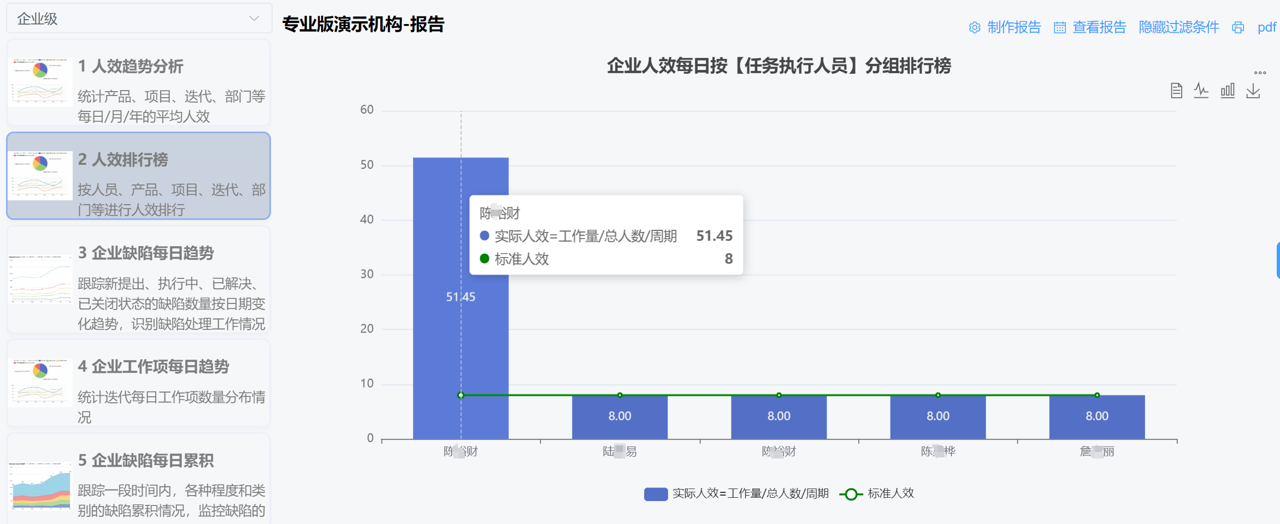 企业级
1 人效趋势分析
统计产品、项目、迭代、部门等
每日/月/年的平均人效
2 人效排行榜
按人员、产品、项目、迭代、部
门等进行人效排行
3 企业缺陷每日趋势
跟踪新提出、执行中、已解决、
已关闭状态的缺陷数量按日期变
化趋势，识别缺陷处理工作情况
4 企业工作项每日趋势
统计迭代每日工作项数量分布情
况
5 企业缺陷每日累积
跟踪一段时间内，各种程度和类
别的缺陷累积情况，监控缺陷的
专业版演示机构-报告
制作报告 查看报告 隐藏过滤条件 pdf
企业人效每日按【任务执行人员】分组排行榜
60
50
40
30
20
10
0
陈 财
实际人效=工作量/总人数/周期 51.45
标准人效 8
51.45
8.00 8.00 8.00 8.00
陈 财 陆 易 陈 财 陈 桦 詹 丽
实际人效=工作量/总人数/周期 标准人效